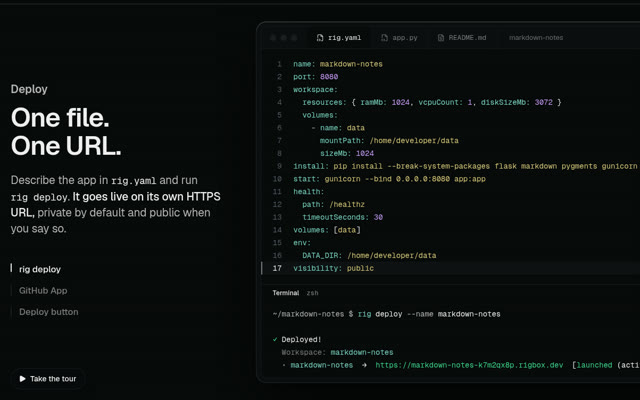 Deploy
One file.
One URL.
Describe the app in rig.yaml and run
rig deploy. It goes live on its own HTTPS
URL, private by default and public when
you say so.
rig deploy
GitHub App
Deploy button
Take the tour
rig.yaml app.py README.md markdown-notes
1 name: markdown-notes
2 port: 8080
3 workspace:
4 resources: { ramMb: 1024, vcpuCount: 1, diskSizeMb: 3072 }
5 volumes:
6 - name: data
7 mountPath: /home/developer/data
8 sizeMb: 1024
9 install: pip install --break-system-packages flask markdown pygments gunicorn
10 start: gunicorn --bind 0.0.0.0:8080 app:app
11 health:
12 path: /healthz
13 timeoutSeconds: 30
14 volumes: [data]
15 env:
16 DATA_DIR: /home/developer/data
17 visibility: public
Terminal zsh
~/markdown-notes $ rig deploy --name markdown-notes
✓ Deployed!
Workspace: markdown-notes
· markdown-notes → https://markdown-notes-k7m2qx8p.rigbox.dev [launched (acti